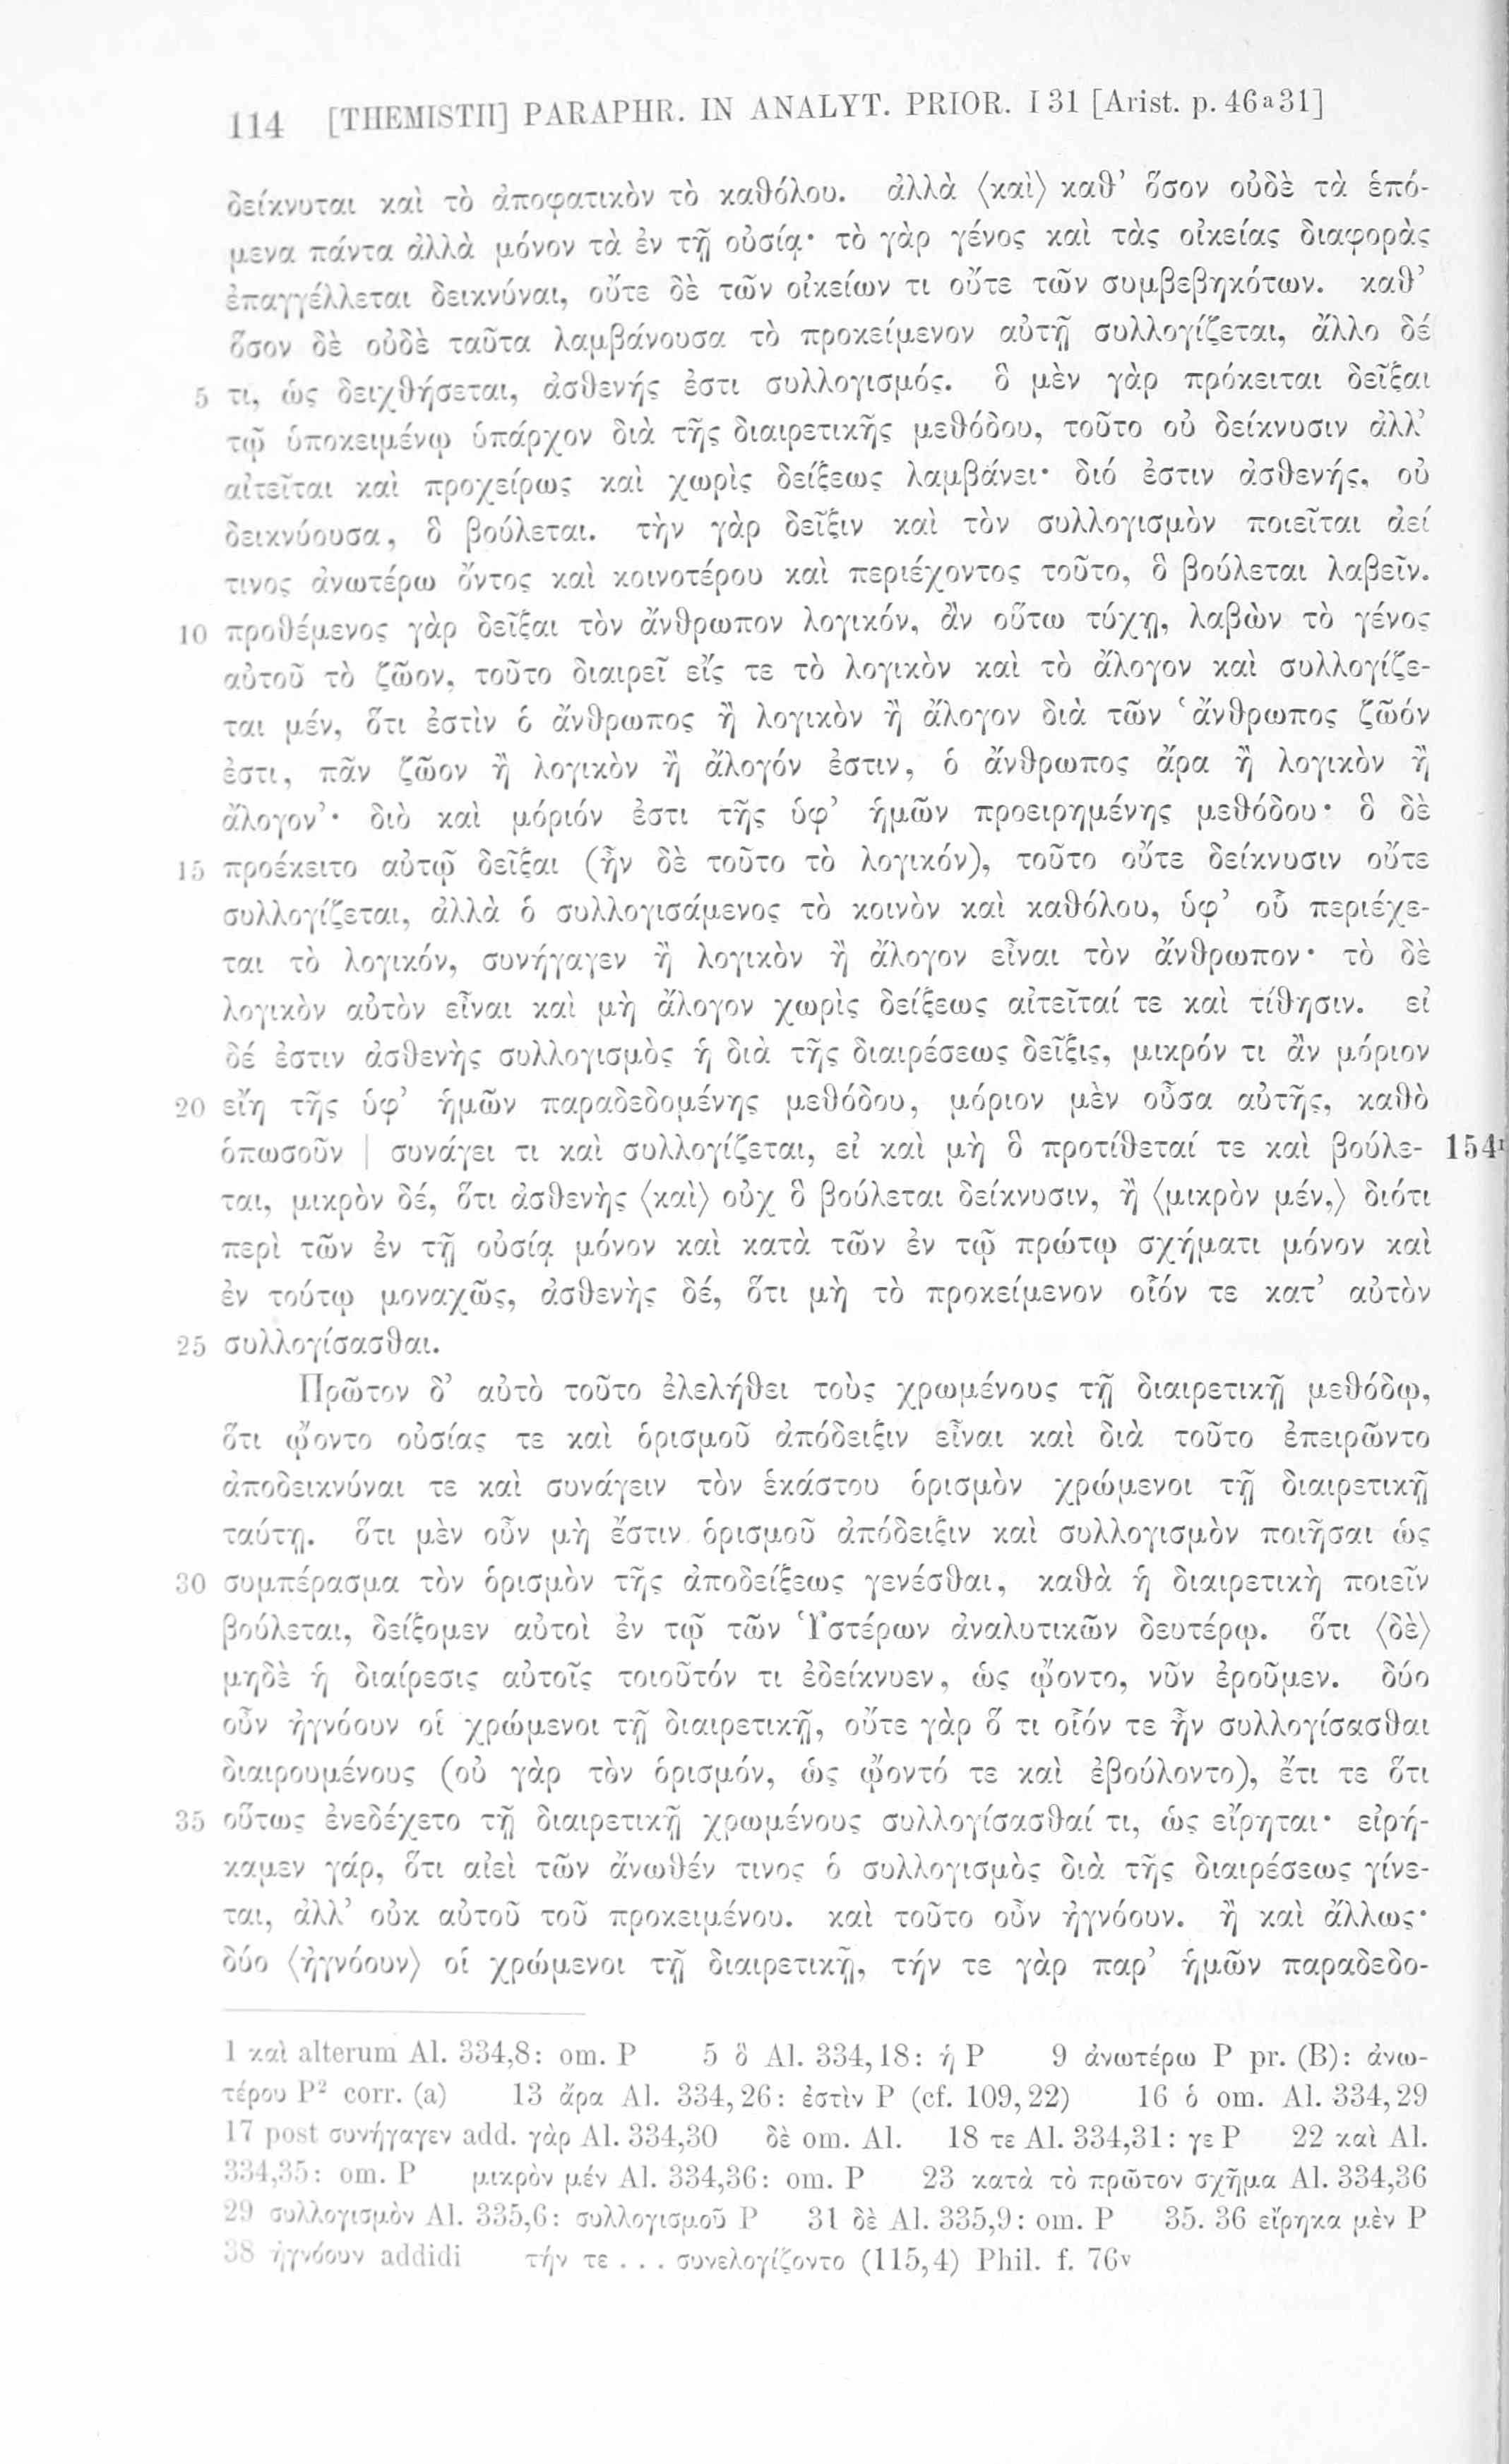 114 [THEMISTII] PARAPHR. IN ANALYT. PRIOR. I 31 [Arist. p. 46a31]
δείκνυται καὶ τὸ ἀποφατικὸν τὸ καθόλου. ἀλλὰ ⟨καὶ⟩ καθ’ ὅσον οὐδὲ τὰ ἑπό-
μενα πάντα ἀλλὰ μόνον τὰ ἐν τῇ οὐσίᾳ· τὸ γὰρ γένος καὶ τὰς οἰκείας διαφορὰς
ἐπαγγέλλεται δεικνύναι, οὔτε δὲ τῶν οἰκείων τι οὔτε τῶν συμβεβηκότων. καθ’
ὅσον δὲ οὐδὲ ταῦτα λαμβάνουσα τὸ προκείμενον αὐτῇ συλλογίζεται, ἄλλο δέ
5 τι, ὡς δειχθήσεται, ἀσθενής ἐστι συλλογισμός. ὃ μὲν γὰρ πρόκειται δεῖξαι
τῷ ὑποκειμένῳ ὑπάρχον διὰ τῆς διαιρετικῆς μεθόδου, τοῦτο οὐ δείκνυσιν ἀλλ’
αἰτεῖται καὶ προχείρως καὶ χωρὶς δείξεως λαμβάνει· διό ἐστιν ἀσθενής, οὐ
δεικνύουσα, ὃ βούλεται. τὴν γὰρ δεῖξιν καὶ τὸν συλλογισμὸν ποιεῖται ἀεί
τινος ἀνωτέρω ὄντος καὶ κοινοτέρου καὶ περιέχοντος τοῦτο, ὃ βούλεται λαβεῖν.
10 προθέμενος γὰρ δεῖξαι τὸν ἄνθρωπον λογικόν, ἂν οὕτω τύχῃ, λαβὼν τὸ γένος
αὐτοῦ τὸ ζῶον, τοῦτο διαιρεῖ εἴς τε τὸ λογικὸν καὶ τὸ ἄλογον καὶ συλλογίζε-
ται μέν, ὅτι ἐστὶν ὁ ἄνθρωπος ἢ λογικὸν ἢ ἄλογον διὰ τῶν ‘ἄνθρωπος ζῶόν
ἐστι, πᾶν ζῶον ἢ λογικὸν ἢ ἄλογόν ἐστιν, ὁ ἄνθρωπος ἄρα ἢ λογικὸν ἢ
ἄλογον’· διὸ καὶ μόριόν ἐστι τῆς ὑφ’ ἡμῶν προειρημένης μεθόδου· ὃ δὲ
15 προέκειτο αὐτῷ δεῖξαι (ἦν δὲ τοῦτο τὸ λογικόν), τοῦτο οὔτε δείκνυσιν οὔτε
συλλογίζεται, ἀλλὰ ὁ συλλογισάμενος τὸ κοινὸν καὶ καθόλου, ὑφ’ οὗ περιέχε-
ται τὸ λογικόν, συνήγαγεν ἢ λογικὸν ἢ ἄλογον εἶναι τὸν ἄνθρωπον· τὸ δὲ
λογικὸν αὐτὸν εἶναι καὶ μὴ ἄλογον χωρὶς δείξεως αἰτεῖταί τε καὶ τίθησιν. εἰ
δέ ἐστιν ἀσθενὴς συλλογισμὸς ἡ διὰ τῆς διαιρέσεως δεῖξις, μικρόν τι ἂν μόριον
20 εἴη τῆς ὑφ’ ἡμῶν παραδεδομένης μεθόδου, μόριον μὲν οὖσα αὐτῆς, καθὸ
ὁπωσοῦν | συνάγει τι καὶ συλλογίζεται, εἰ καὶ μὴ ὃ προτίθεταί τε καὶ βούλε- 154r
ται, μικρὸν δέ, ὅτι ἀσθενὴς ⟨καὶ⟩ οὐχ ὃ βούλεται δείκνυσιν, ἢ ⟨μικρὸν μέν,⟩ διότι
περὶ τῶν ἐν τῇ οὐσίᾳ μόνον καὶ κατὰ τῶν ἐν τῷ πρώτῳ σχήματι μόνον καὶ
ἐν τούτῳ μοναχῶς, ἀσθενὴς δέ, ὅτι μὴ τὸ προκείμενον οἷόν τε κατ’ αὐτὸν
25 συλλογίσασθαι.
Πρῶτον δ’ αὐτὸ τοῦτο ἐλελήθει τοὺς χρωμένους τῇ διαιρετικῇ μεθόδῳ,
ὅτι ᾤοντο οὐσίας τε καὶ ὁρισμοῦ ἀπόδειξιν εἶναι καὶ διὰ τοῦτο ἐπειρῶντο
ἀποδεικνύναι τε καὶ συνάγειν τὸν ἑκάστου ὁρισμὸν χρώμενοι τῇ διαιρετικῇ
ταύτῃ. ὅτι μὲν οὖν μὴ ἔστιν ὁρισμοῦ ἀπόδειξιν καὶ συλλογισμὸν ποιῆσαι ὡς
30 συμπέρασμα τὸν ὁρισμὸν τῆς ἀποδείξεως γενέσθαι, καθὰ ἡ διαιρετικὴ ποιεῖν
βούλεται, δείξομεν αὐτοὶ ἐν τῷ τῶν Ὑστέρων ἀναλυτικῶν δευτέρῳ. ὅτι ⟨δὲ⟩
μηδὲ ἡ διαίρεσις αὐτοῖς τοιοῦτόν τι ἐδείκνυεν, ὡς ᾤοντο, νῦν ἐροῦμεν. δύο
οὖν ἠγνόουν οἱ χρώμενοι τῇ διαιρετικῇ, οὔτε γὰρ ὅ τι οἷόν τε ἦν συλλογίσασθαι
διαιρουμένους (οὐ γὰρ τὸν ὁρισμόν, ὡς ᾤοντό τε καὶ ἐβούλοντο), ἔτι τε ὅτι
35 οὕτως ἐνεδέχετο τῇ διαιρετικῇ χρωμένους συλλογίσασθαί τι, ὡς εἴρηται· εἰρή-
καμεν γάρ, ὅτι αἰεὶ τῶν ἄνωθέν τινος ὁ συλλογισμὸς διὰ τῆς διαιρέσεως γίνε-
ται, ἀλλ’ οὐκ αὐτοῦ τοῦ προκειμένου. καὶ τοῦτο οὖν ἠγνόουν. ἢ καὶ ἄλλως·
δύο ⟨ἠγνόουν⟩ οἱ χρώμενοι τῇ διαιρετικῇ, τήν τε γὰρ παρ’ ἡμῶν παραδεδο-
1 καὶ alterum Al. 334,8: om. P 5 ὃ Al. 334,18: ἡ P 9 ἀνωτέρω P pr. (B): ἀνω-
τέρου P² corr. (a) 13 ἄρα Al. 334,26: ἐστὶν P (cf. 109,22) 16 ὁ om. Al. 334,29
17 post συνήγαγεν add. γὰρ Al. 334,30 δὲ om. Al. 18 τε Al. 334,31: γε P 22 καὶ Al.
334,35: om. P μικρὸν μέν Al. 334,36: om. P 23 κατὰ τὸ πρῶτον σχῆμα Al. 334,36
29 συλλογισμὸν Al. 335,6: συλλογισμοῦ P 31 δὲ Al. 335,9: om. P 35. 36 εἴρηκα μὲν P
38 ἠγνόουν addidi τήν τε . . . συνελογίζοντο (115,4) Phil. f. 76v